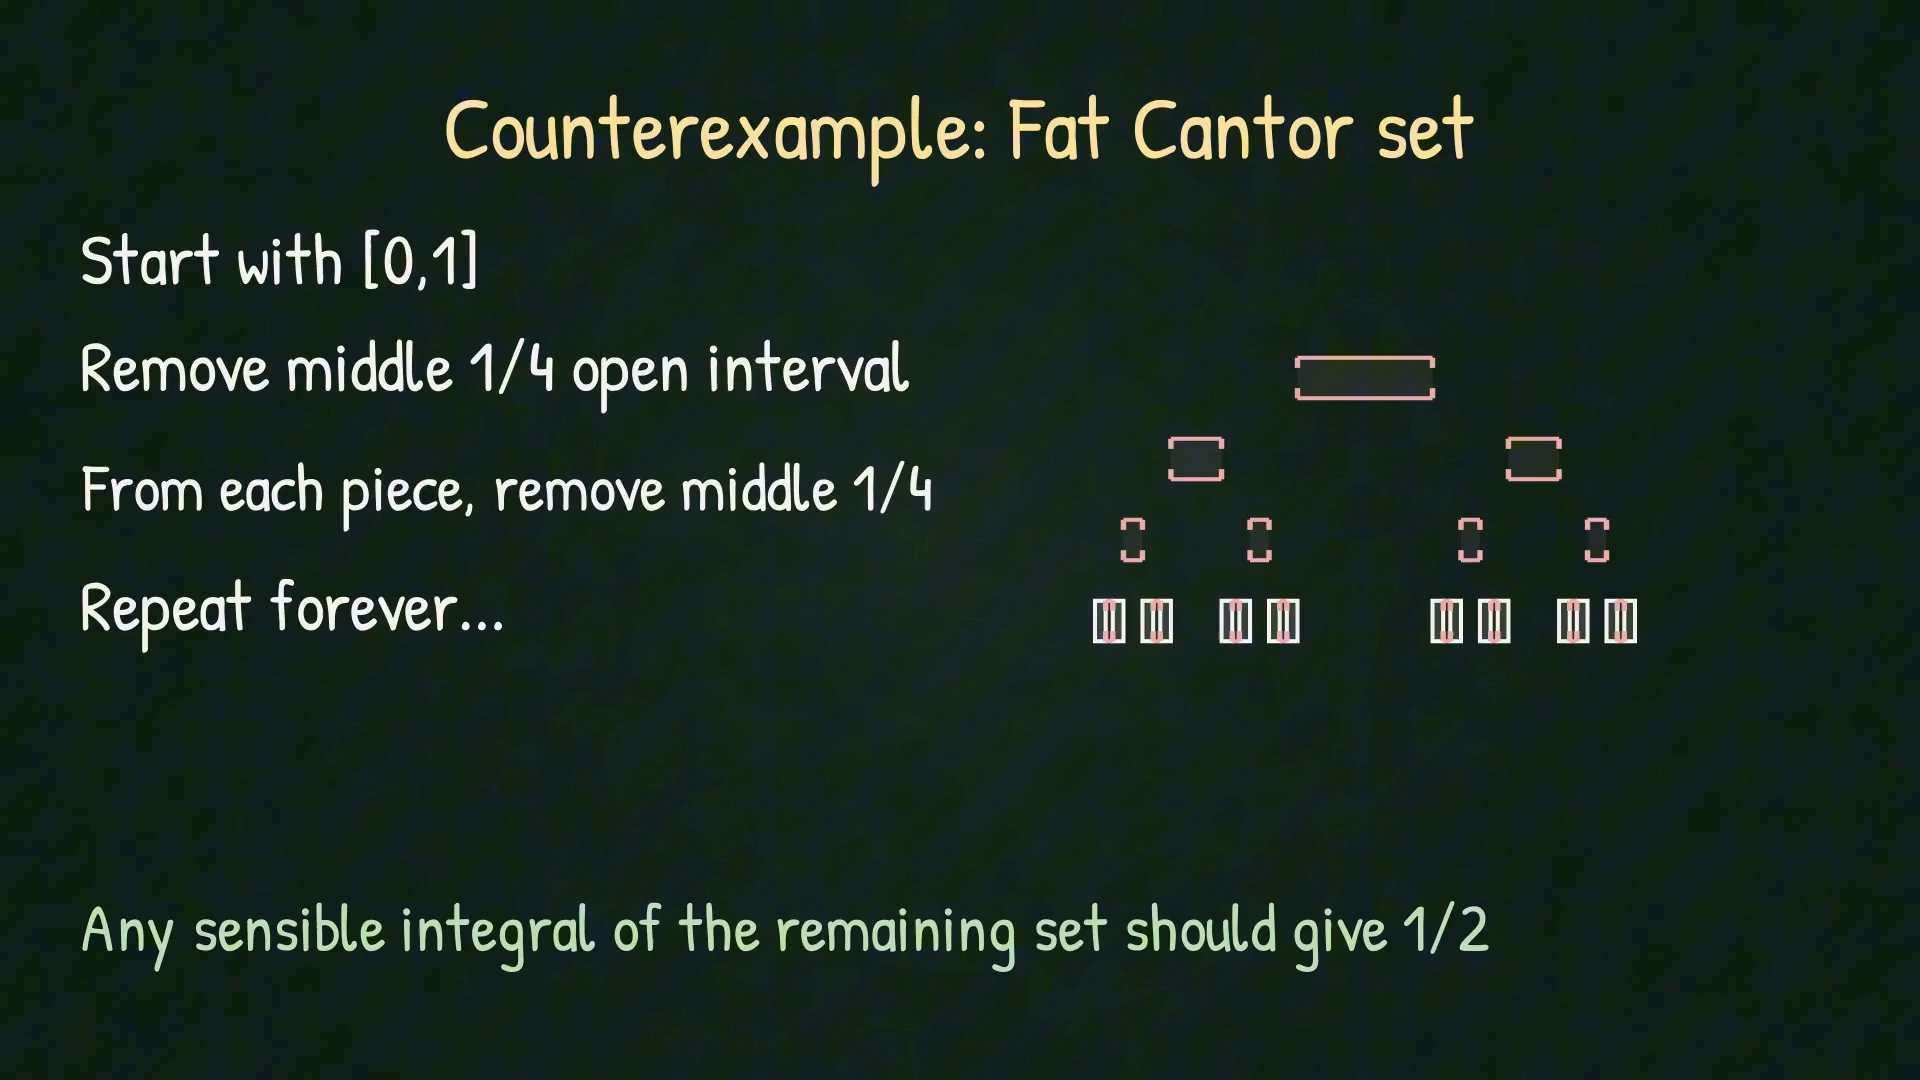 Counterexample: Fat Cantor set
Start with [0,1]
Remove middle 1/4 open interval
From each piece, remove middle 1/4
Repeat forever...
Any sensible integral of the remaining set should give 1/2